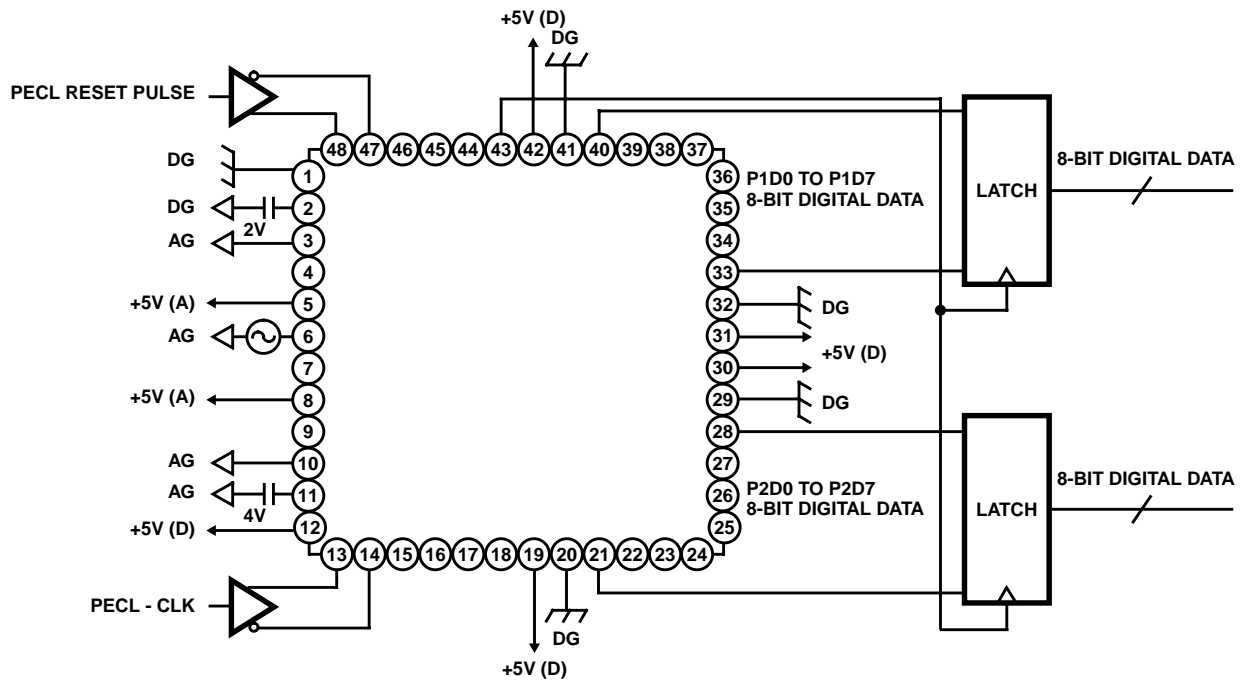 +5V (D)
DG
PECL RESET PULSE
48 47 46 45 44 43 42 41 40 39 38 37
DG
1
DG
2V
2
AG
3
4
+5V (A)
5
AG
6
7
+5V (A)
8
9
AG
10
AG
4V
11
+5V (D)
12
36
P1D0 TO P1D7
8-BIT DIGITAL DATA
35
34
33
32
DG
31
+5V (D)
30
29
DG
28
27
26
P2D0 TO P2D7
8-BIT DIGITAL DATA
25
13 14 15 16 17 18 19 20 21 22 23 24
PECL - CLK
DG
+5V (D)
LATCH
8-BIT DIGITAL DATA
LATCH
8-BIT DIGITAL DATA